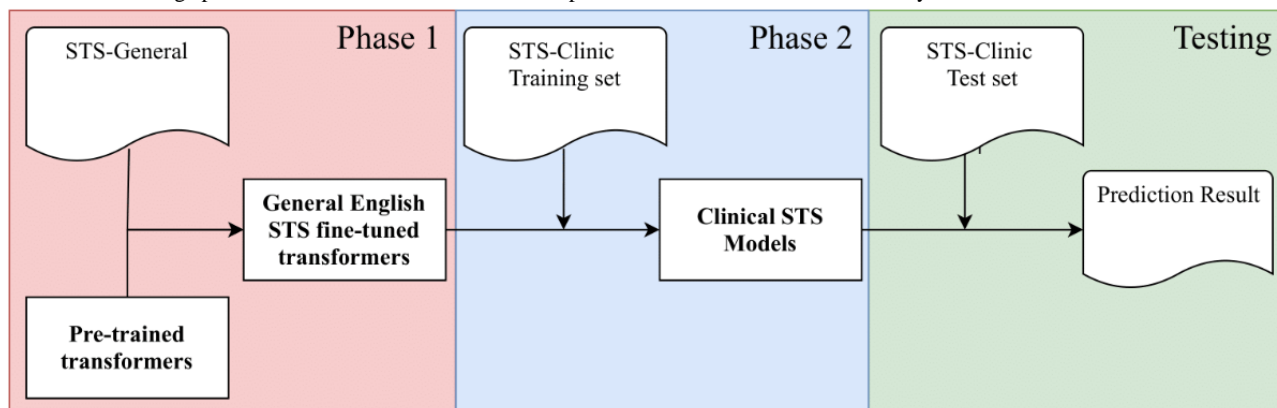 Phase 1
STS-General
General English
STS fine-tuned
transformers
Pre-trained
transformers
Phase 2
STS-Clinic
Training set
Clinical STS
Models
Testing
STS-Clinic
Test set
Prediction Result